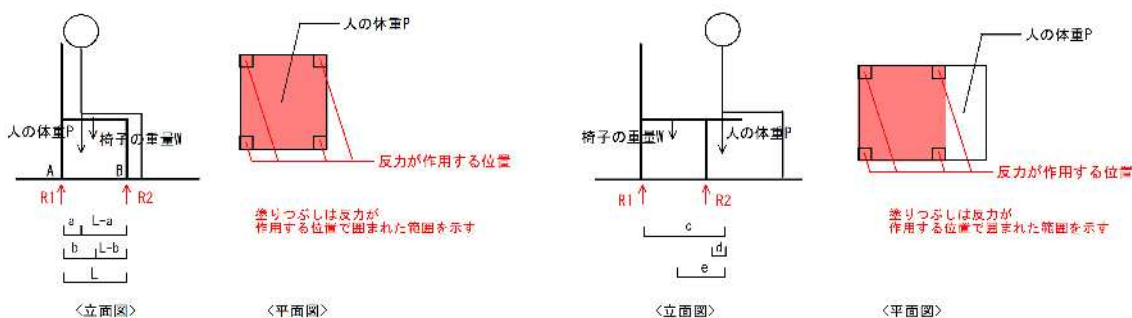 人の体重P
人の体重P
椅子の重量W
A
B
R1
R2
a
L-a
b
L-b
L
反力が作用する位置
塗りつぶしは反力が
作用する位置で囲まれた範囲を示す
<立面図>
<平面図>
人の体重P
椅子の重量W
人の体重P
R1
R2
c
d
e
反力が作用する位置
塗りつぶしは反力が
作用する位置で囲まれた範囲を示す
<立面図>
<平面図>